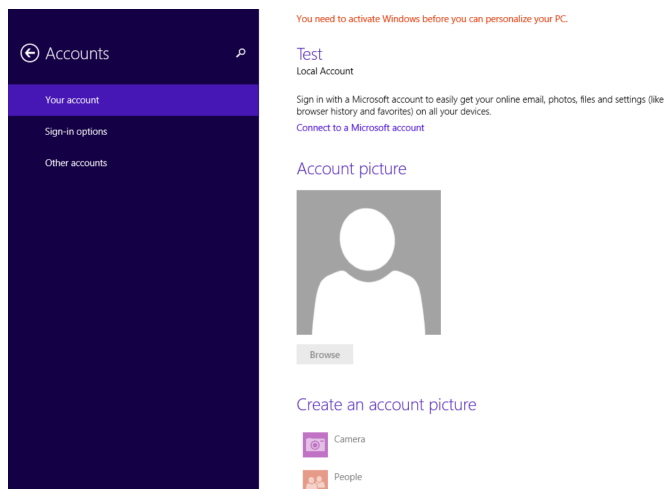 You need to activate Windows before you can personalize your PC.
Accounts
Your account
Sign-in options
Other accounts
Test
Local Account
Sign in with a Microsoft account to easily get your online email, photos, files and settings (like
browser history and favorites) on all your devices.
Connect to a Microsoft account
Account picture
Browse
Create an account picture
Camera
People